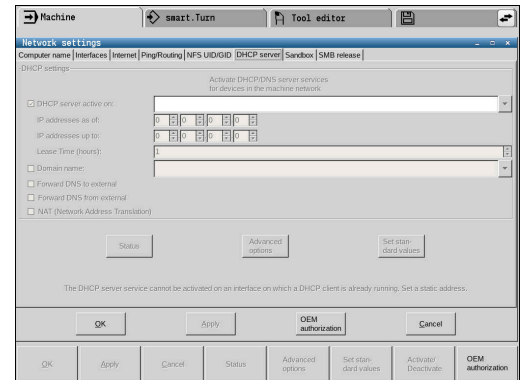 Machine
smart.Turn
Tool editor
Network settings
Computer name Interfaces Internet Ping/Routing NFS UID/GID DHCP server Sandbox SMB release
DHCP settings
Activate DHCP/DNS server services
for devices in the machine network.
DHCP server active on:
IP addresses as of: 0 0 0 0
IP addresses up to: 0 0 0 0
Lease Time (hours): 1
Domain name:
Forward DNS to external
Forward DNS from external
NAT (Network Address Translation)
Status
Advanced
options
Set stan-
dard values
The DHCP server service cannot be activated on an interface on which a DHCP client is already running. Set a static address.
OK
Apply
OEM
authorization
Cancel
OK
Apply
Cancel
Status
Advanced
options
Set stan-
dard values
Activate/
Deactivate
OEM
authorization